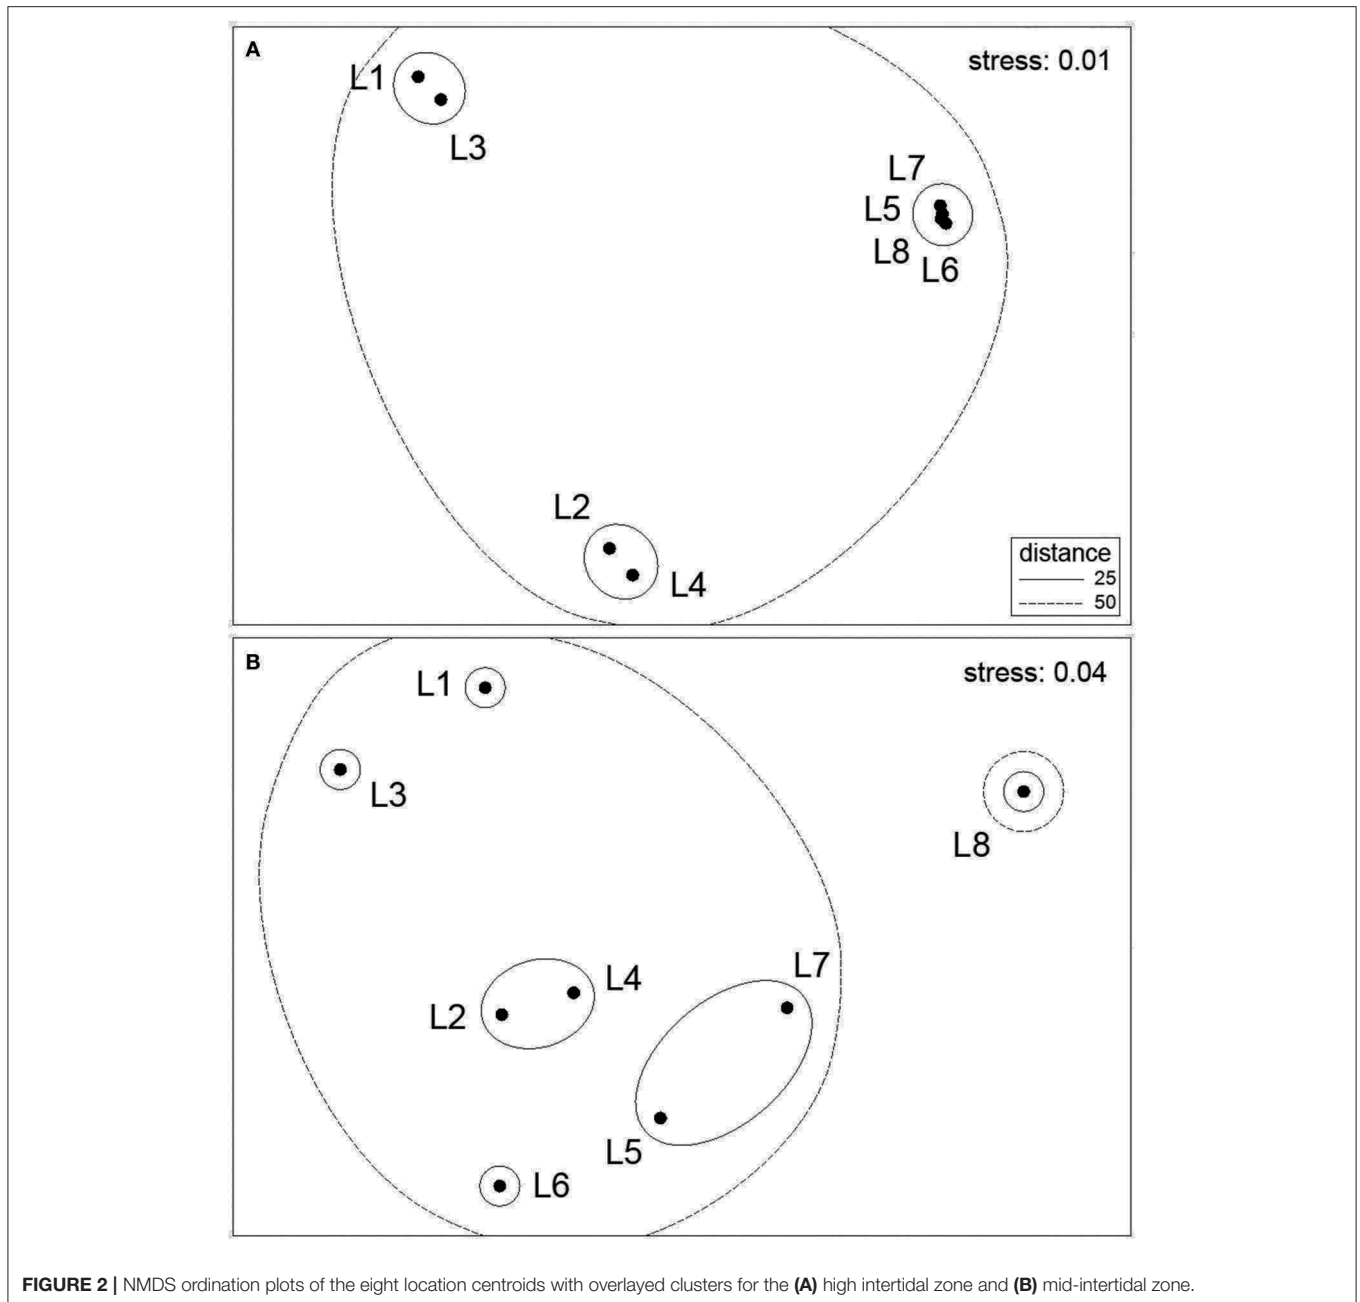 A
stress: 0.01
L1
L3
L7
L5
L8
L6
L2
L4
distance
25
50
B
stress: 0.04
L1
L3
L8
L7
L4
L2
L5
L6
FIGURE 2 | NMDS ordination plots of the eight location centroids with overlayed clusters for the (A) high intertidal zone and (B) mid-intertidal zone.